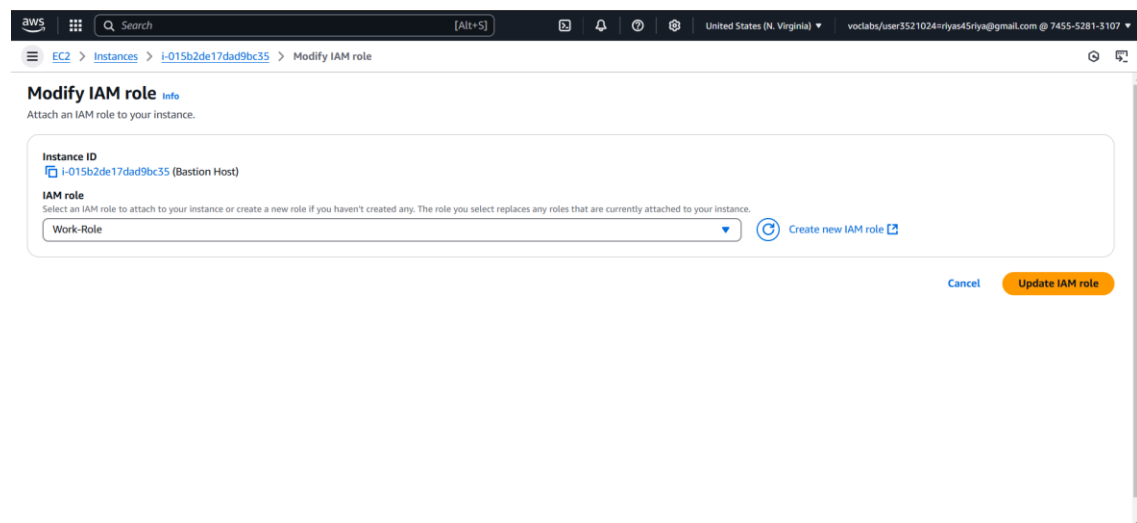 aws
Search [Alt+S] United States (N. Virginia) voclabs/user3521024=riyas45riya@gmail.com @ 7455-5281-3107
EC2 > Instances > i-015b2de17dad9bc35 > Modify IAM role
Modify IAM role Info
Attach an IAM role to your instance.
Instance ID
i-015b2de17dad9bc35 (Bastion Host)
IAM role
Select an IAM role to attach to your instance or create a new role if you haven't created any. The role you select replaces any roles that are currently attached to your instance.
Work-Role
Create new IAM role
Cancel
Update IAM role